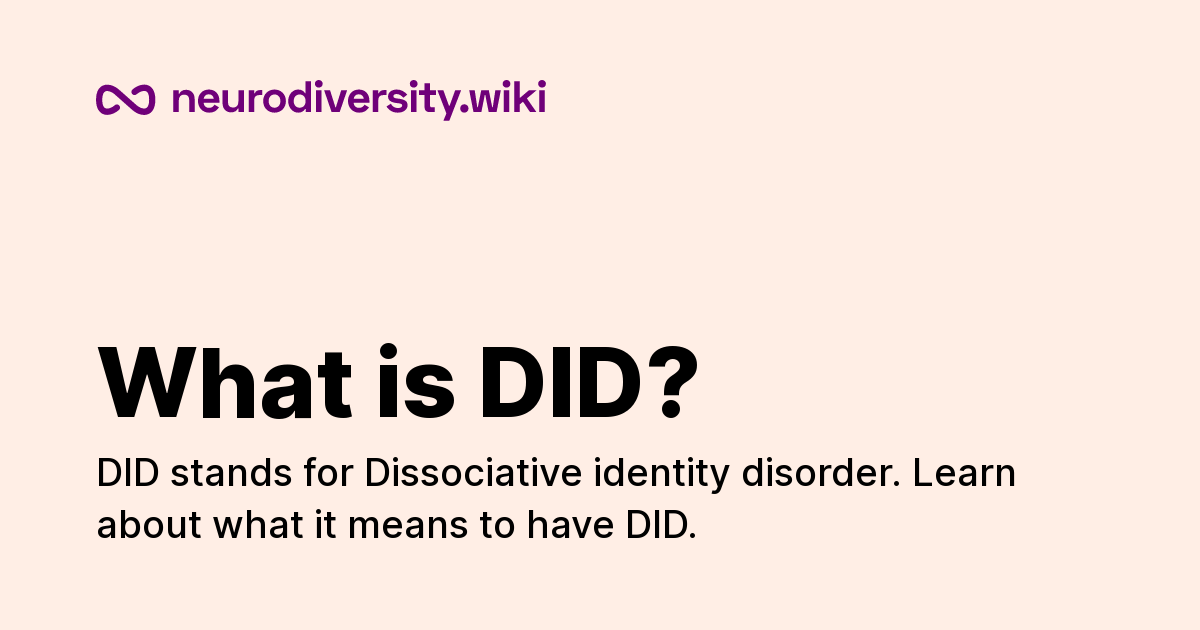 neurodiversity.wiki
What is DID?
DID stands for Dissociative identity disorder. Learn
about what it means to have DID.